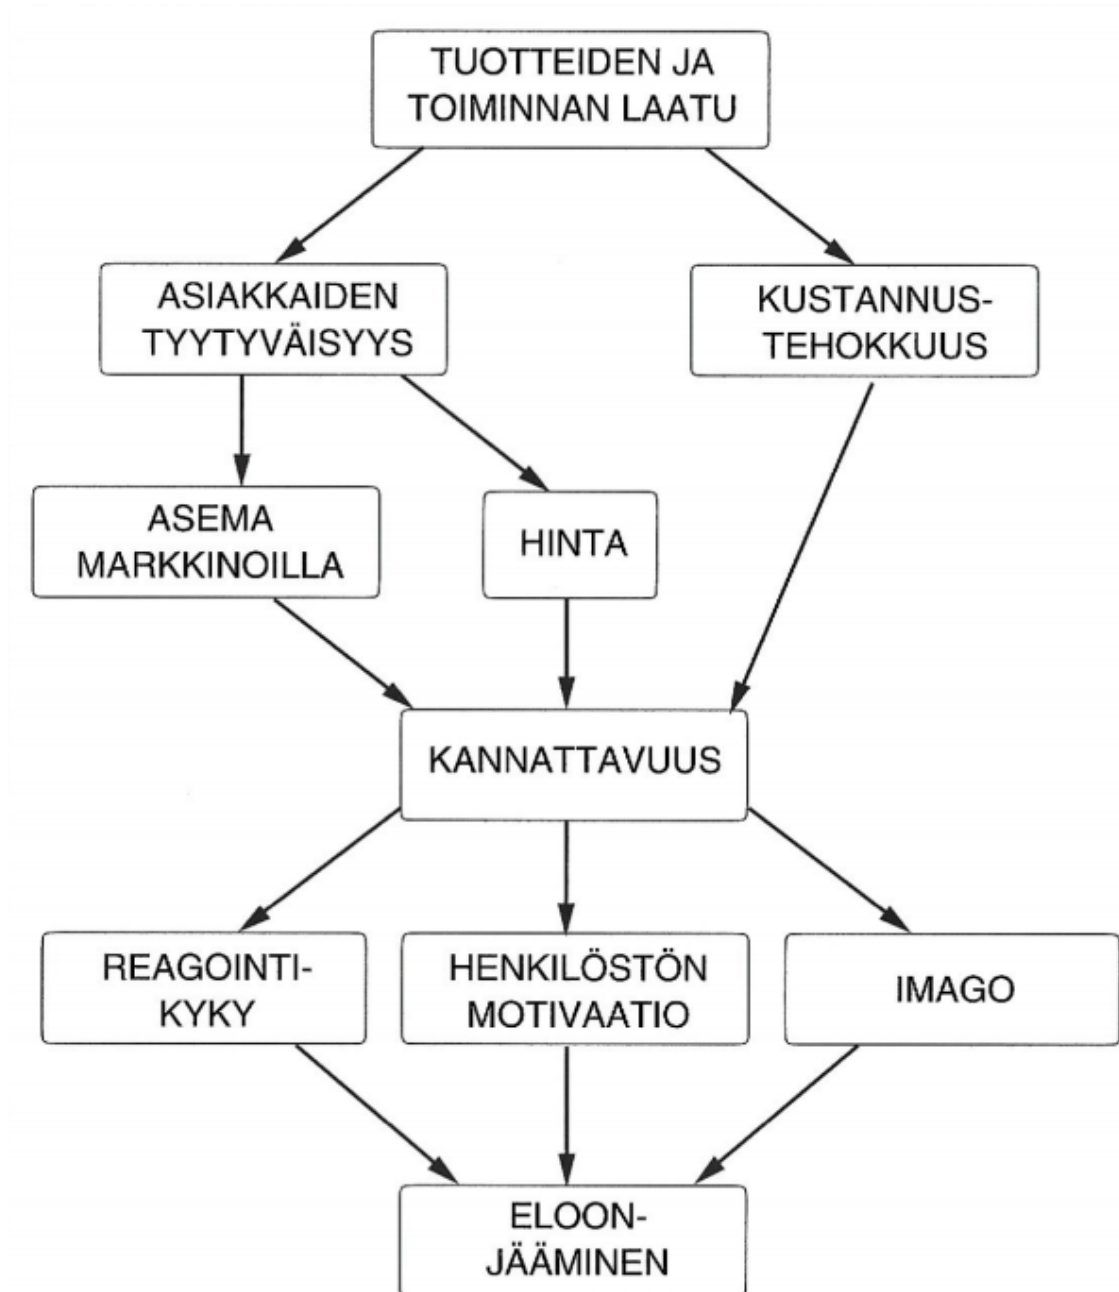 TUOTTEIDEN JA
TOIMINNAN LAATU
ASIAKKAIDEN
TYYTYVÄISYYS
KUSTANNUS-
TEHOKKUUS
ASEMA
MARKKINOILLA
HINTA
KANNATTAVUUS
REAGOINTI-
KYKY
HENKILÖSTÖN
MOTIVAATIO
IMAGO
ELOON-
JÄÄMINEN